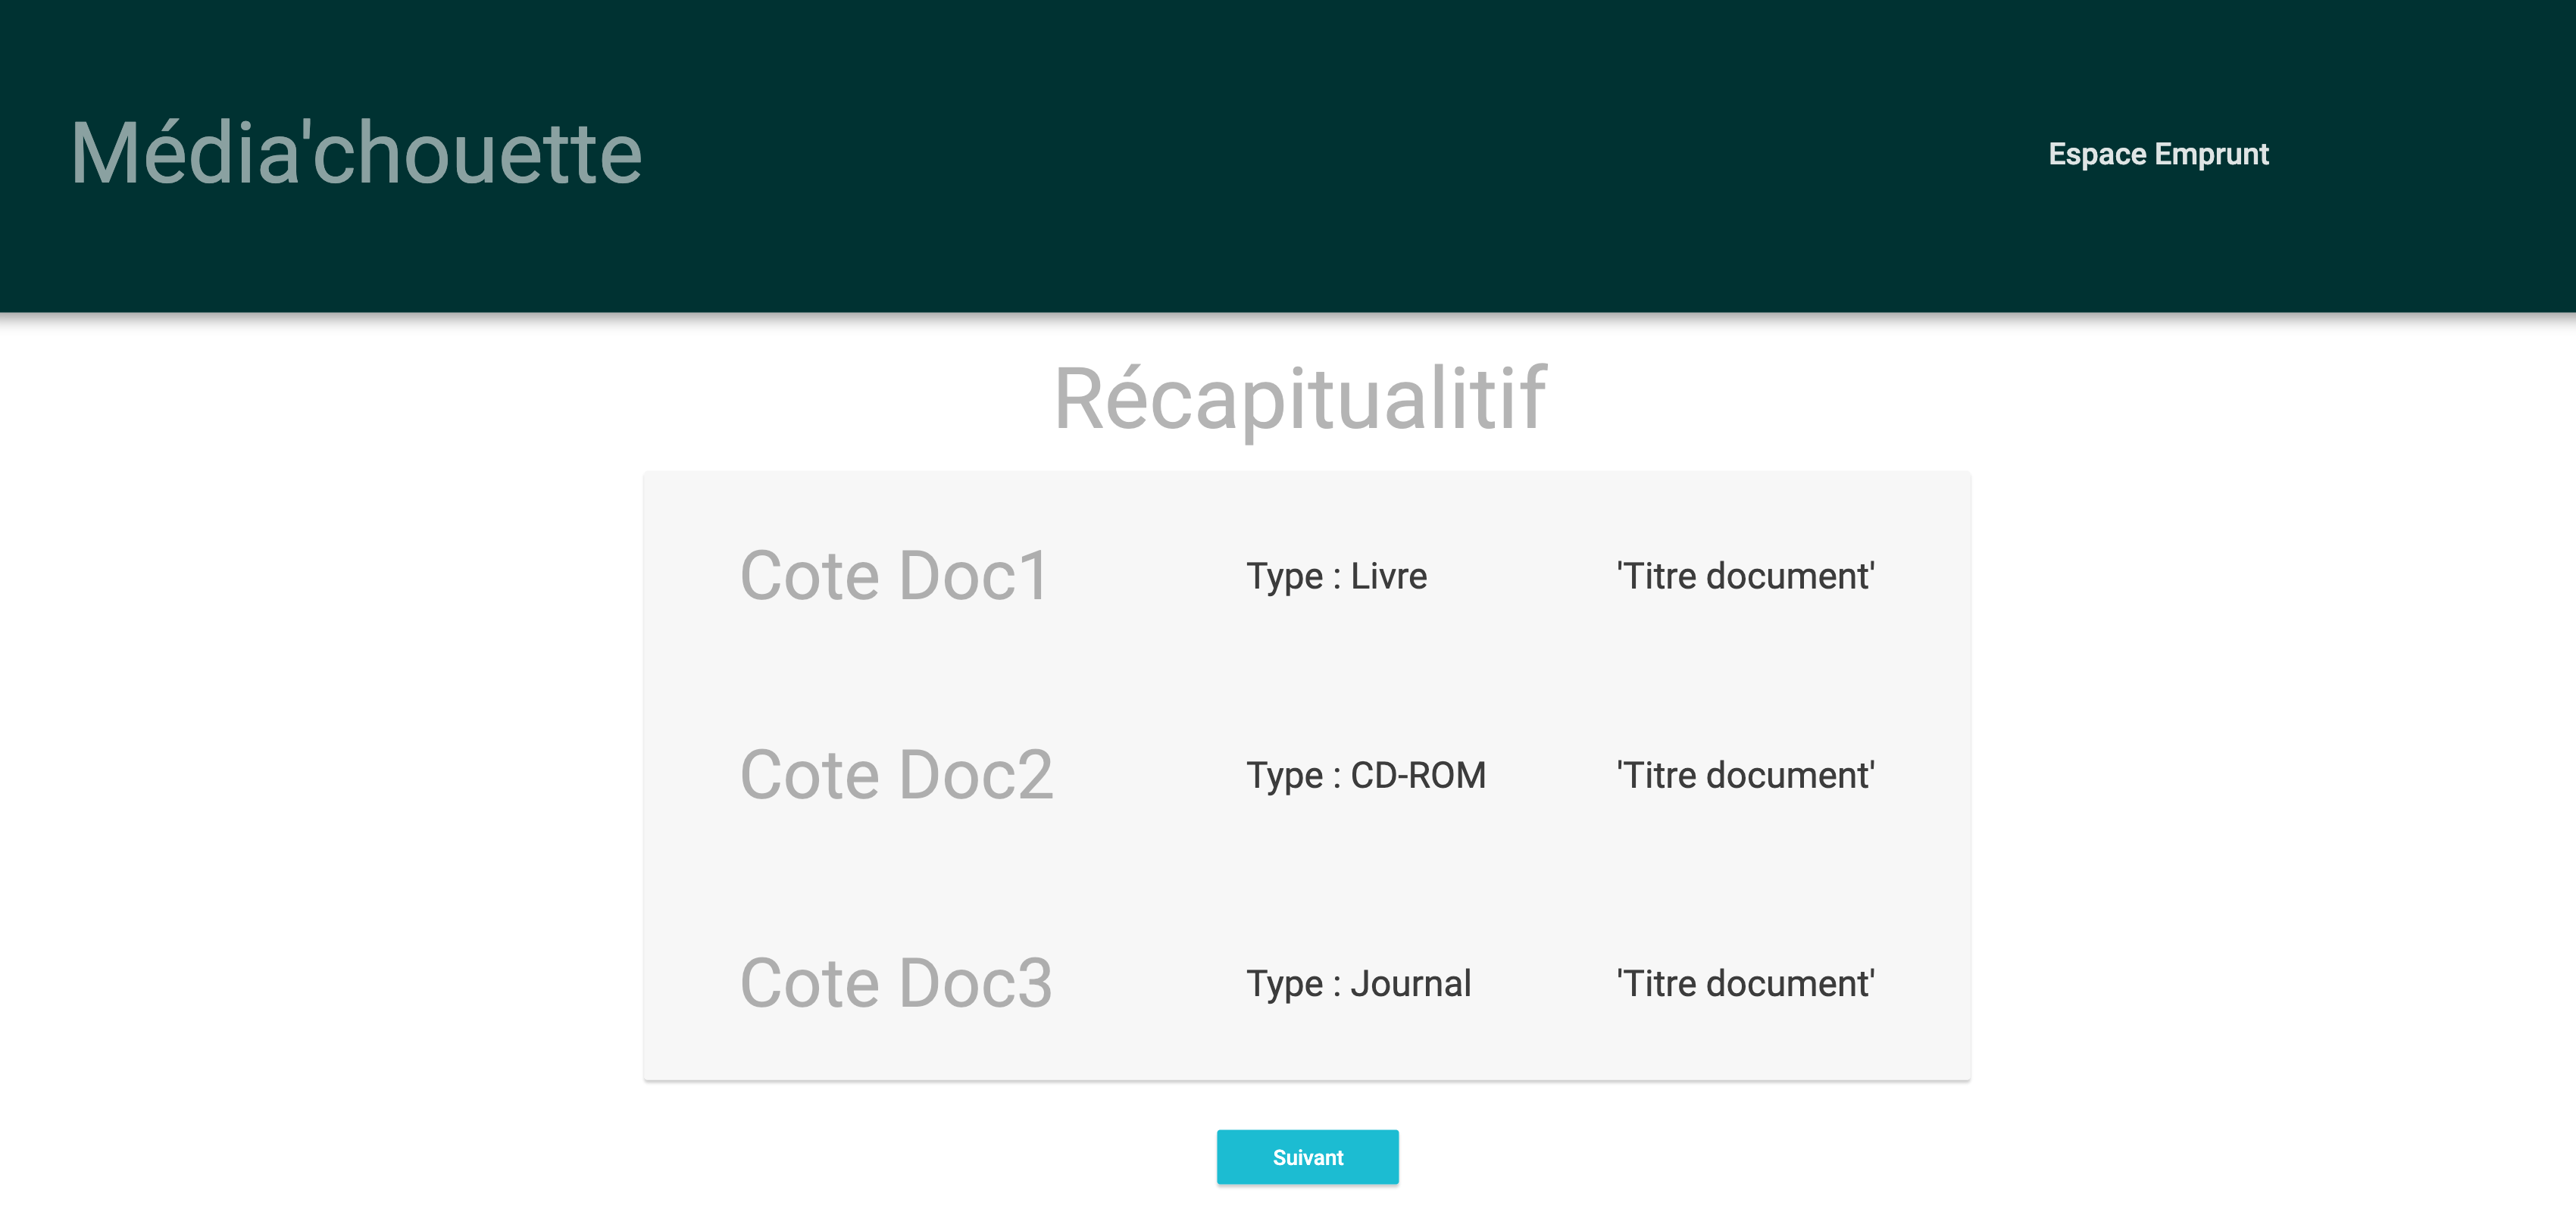 Média'chouette
Espace Emprunt
Récapitualitif
Cote Doc1 Type : Livre 'Titre document'
Cote Doc2 Type : CD-ROM 'Titre document'
Cote Doc3 Type : Journal 'Titre document'
Suivant